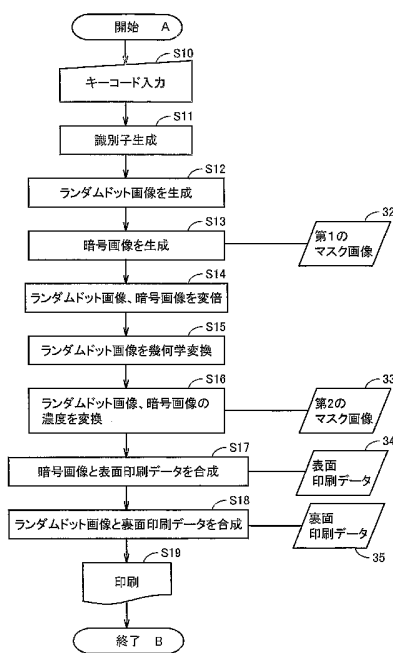 開始 A
S10
キーコード入力
S11
識別子生成
S12
ランダムドット画像を生成
S13
暗号画像を生成
32
第1の
マスク画像
S14
ランダムドット画像、暗号画像を変倍
S15
ランダムドット画像を幾何学変換
S16
ランダムドット画像、暗号画像の
濃度を変換
33
第2の
マスク画像
S17
暗号画像と表面印刷データを合成
34
表面
印刷データ
S18
ランダムドット画像と裏面印刷データを合成
裏面
印刷データ
35
S19
印刷
終了 B